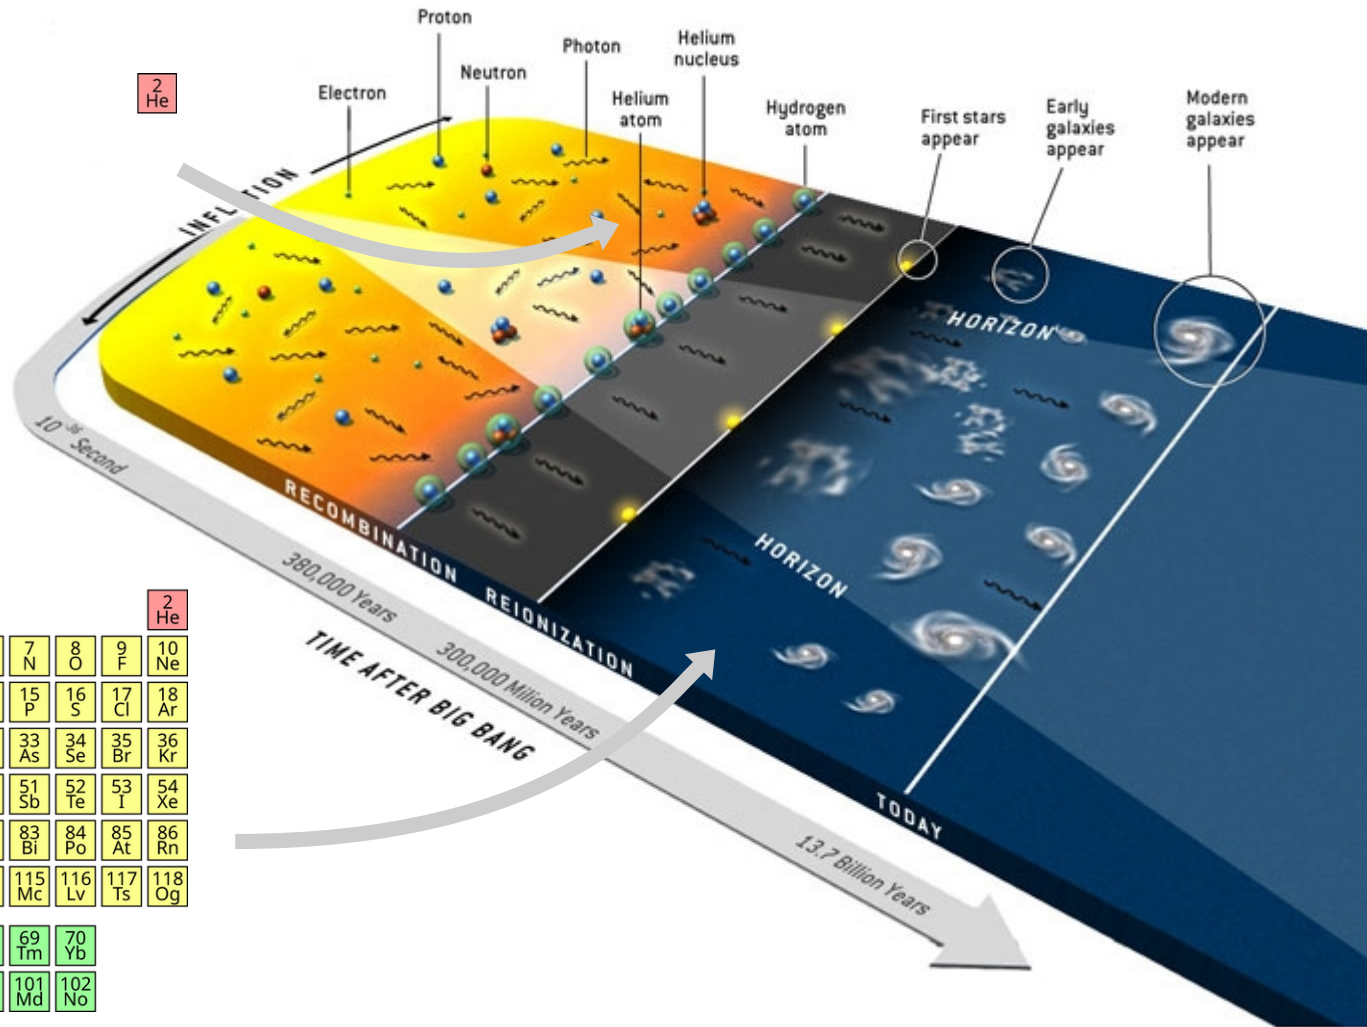 Proton
Neutron
Electron
Photon
Helium
nucleus
Helium
atom
Hydrogen
atom
First stars
appear
Early
galaxies
appear
Modern
galaxies
appear
2
He
INFLATION
HORIZON
HORIZON
10⁻³⁶ Second
RECOMBINATION
380,000 Years
REIONIZATION
300,000 Milion Years
TIME AFTER BIG BANG
TODAY
13.7 Billion Years
2
He
7 8 9 10
N O F Ne
15 16 17 18
P S Cl Ar
33 34 35 36
As Se Br Kr
51 52 53 54
Sb Te I Xe
83 84 85 86
Bi Po At Rn
115 116 117 118
Mc Lv Ts Og
69 70
Tm Yb
101 102
Md No